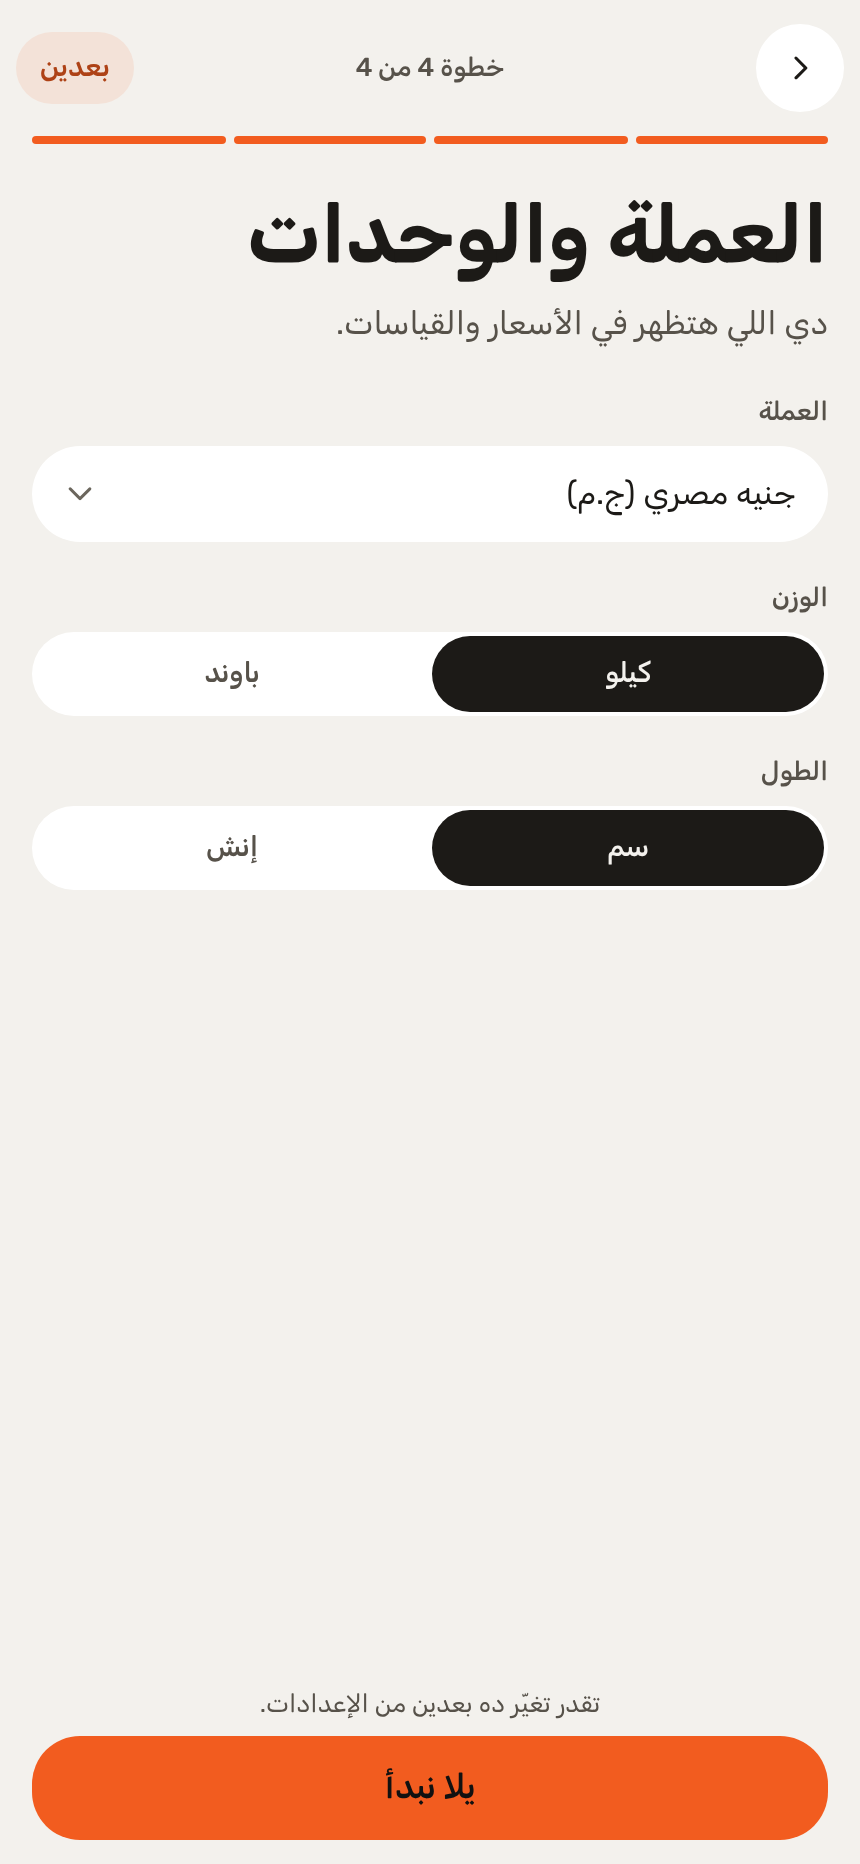 خطوة 4 من 4
بعدين
العملة والوحدات
دي اللي هتظهر في الأسعار والقياسات.
العملة
جنيه مصري (ج.م)
الوزن
كيلو
باوند
الطول
سم
إنش
تقدر تغيّر ده بعدين من الإعدادات.
يلا نبدأ